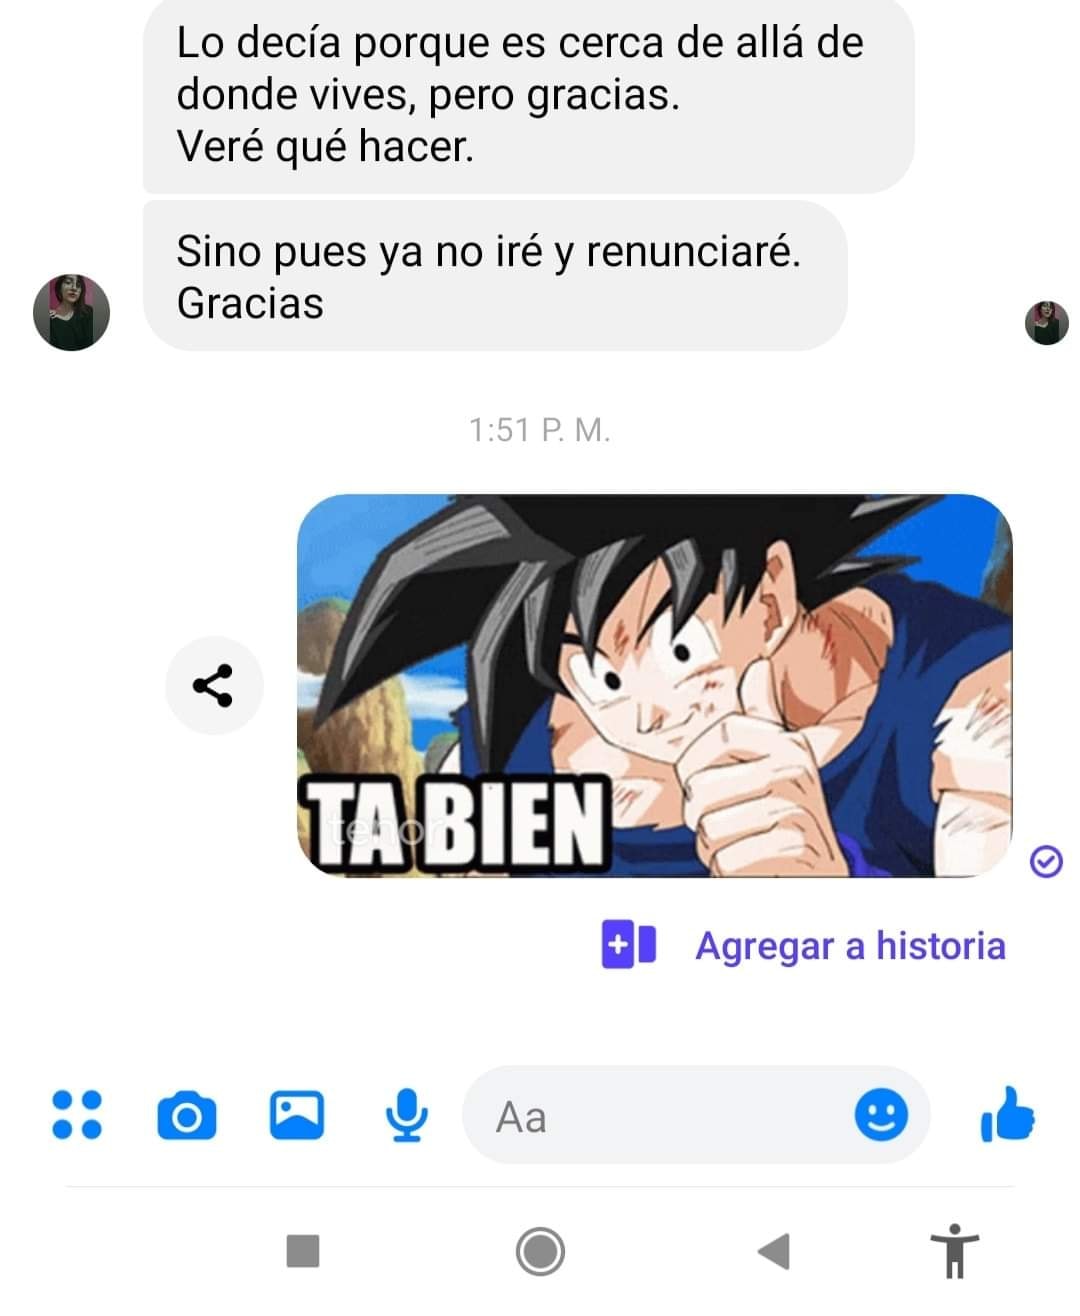 Lo decía porque es cerca de allá de
donde vives, pero gracias.
Veré qué hacer.
Sino pues ya no iré y renunciaré.
Gracias
1:51 P. M.
TA BIEN
tenor
Agregar a historia
Aa